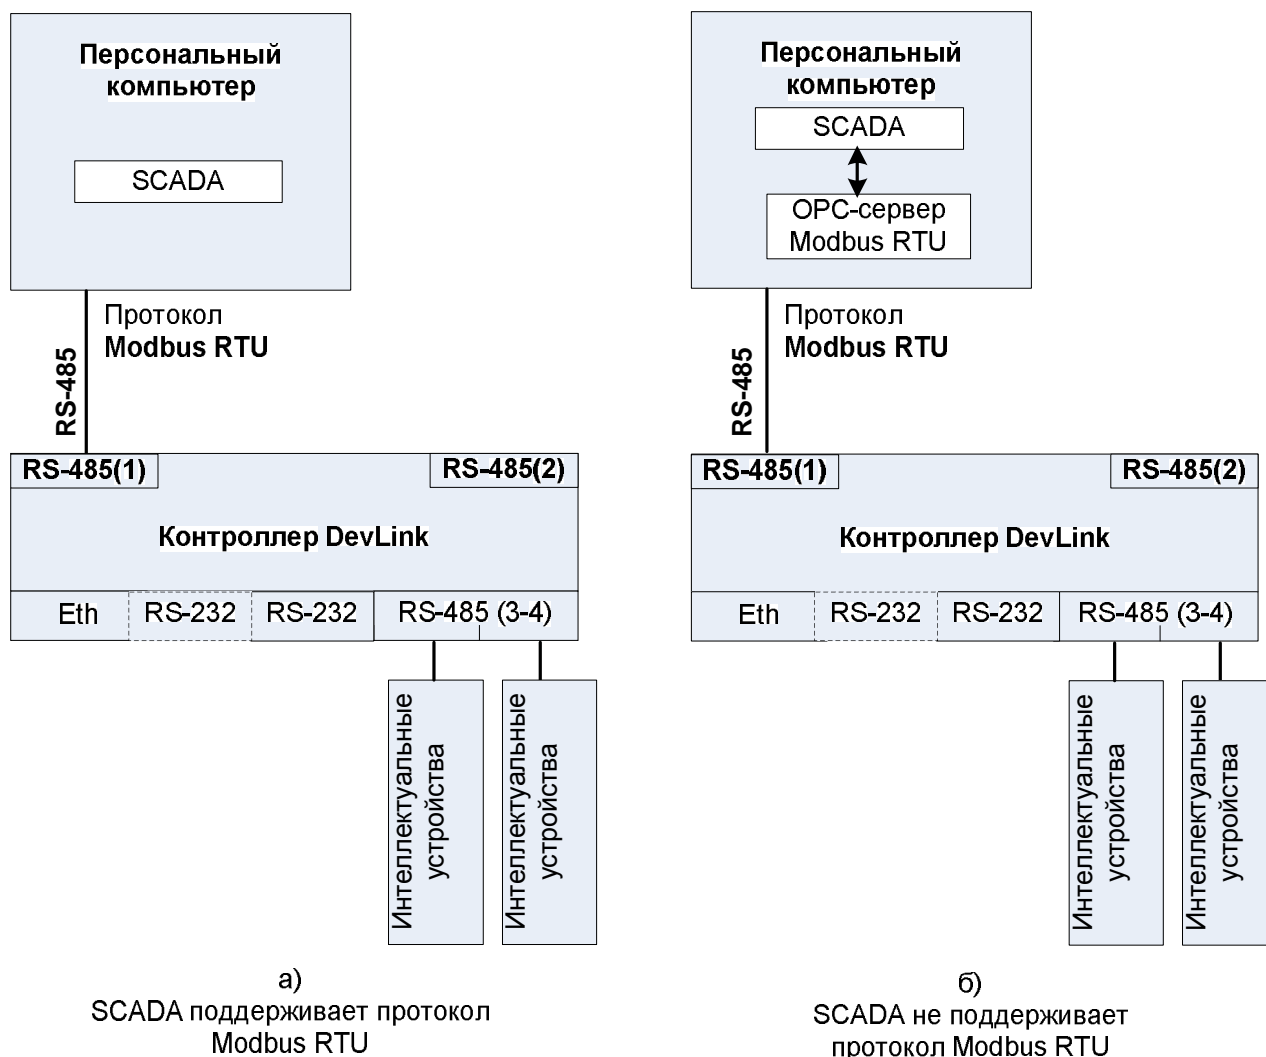 Персональный
компьютер
SCADA
Протокол
Modbus RTU
RS-485
RS-485(1)
RS-485(2)
Контроллер DevLink
Eth
RS-232
RS-232
RS-485 (3-4)
Интеллектуальные
устройства
Интеллектуальные
устройства
а)
SCADA поддерживает протокол
Modbus RTU
Персональный
компьютер
SCADA
OPC-сервер
Modbus RTU
Протокол
Modbus RTU
RS-485
RS-485(1)
RS-485(2)
Контроллер DevLink
Eth
RS-232
RS-232
RS-485 (3-4)
Интеллектуальные
устройства
Интеллектуальные
устройства
б)
SCADA не поддерживает
протокол Modbus RTU